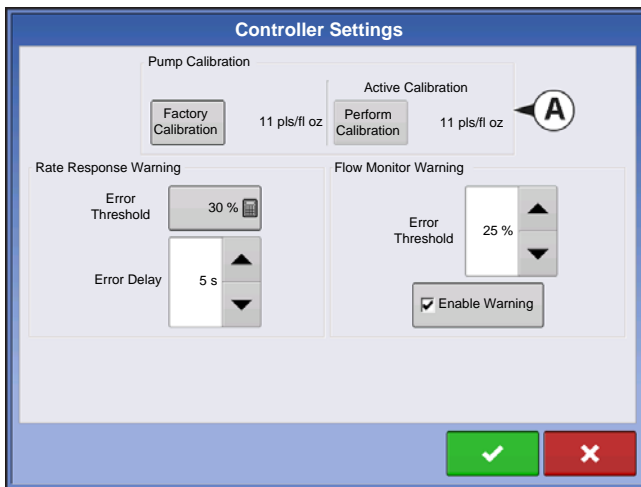 Controller Settings
Pump Calibration
Factory
Calibration
11 pls/fl oz
Active Calibration
Perform
Calibration
11 pls/fl oz
A
Rate Response Warning
Error
Threshold
30 %
Error Delay
5 s
Flow Monitor Warning
Error
Threshold
25 %
Enable Warning